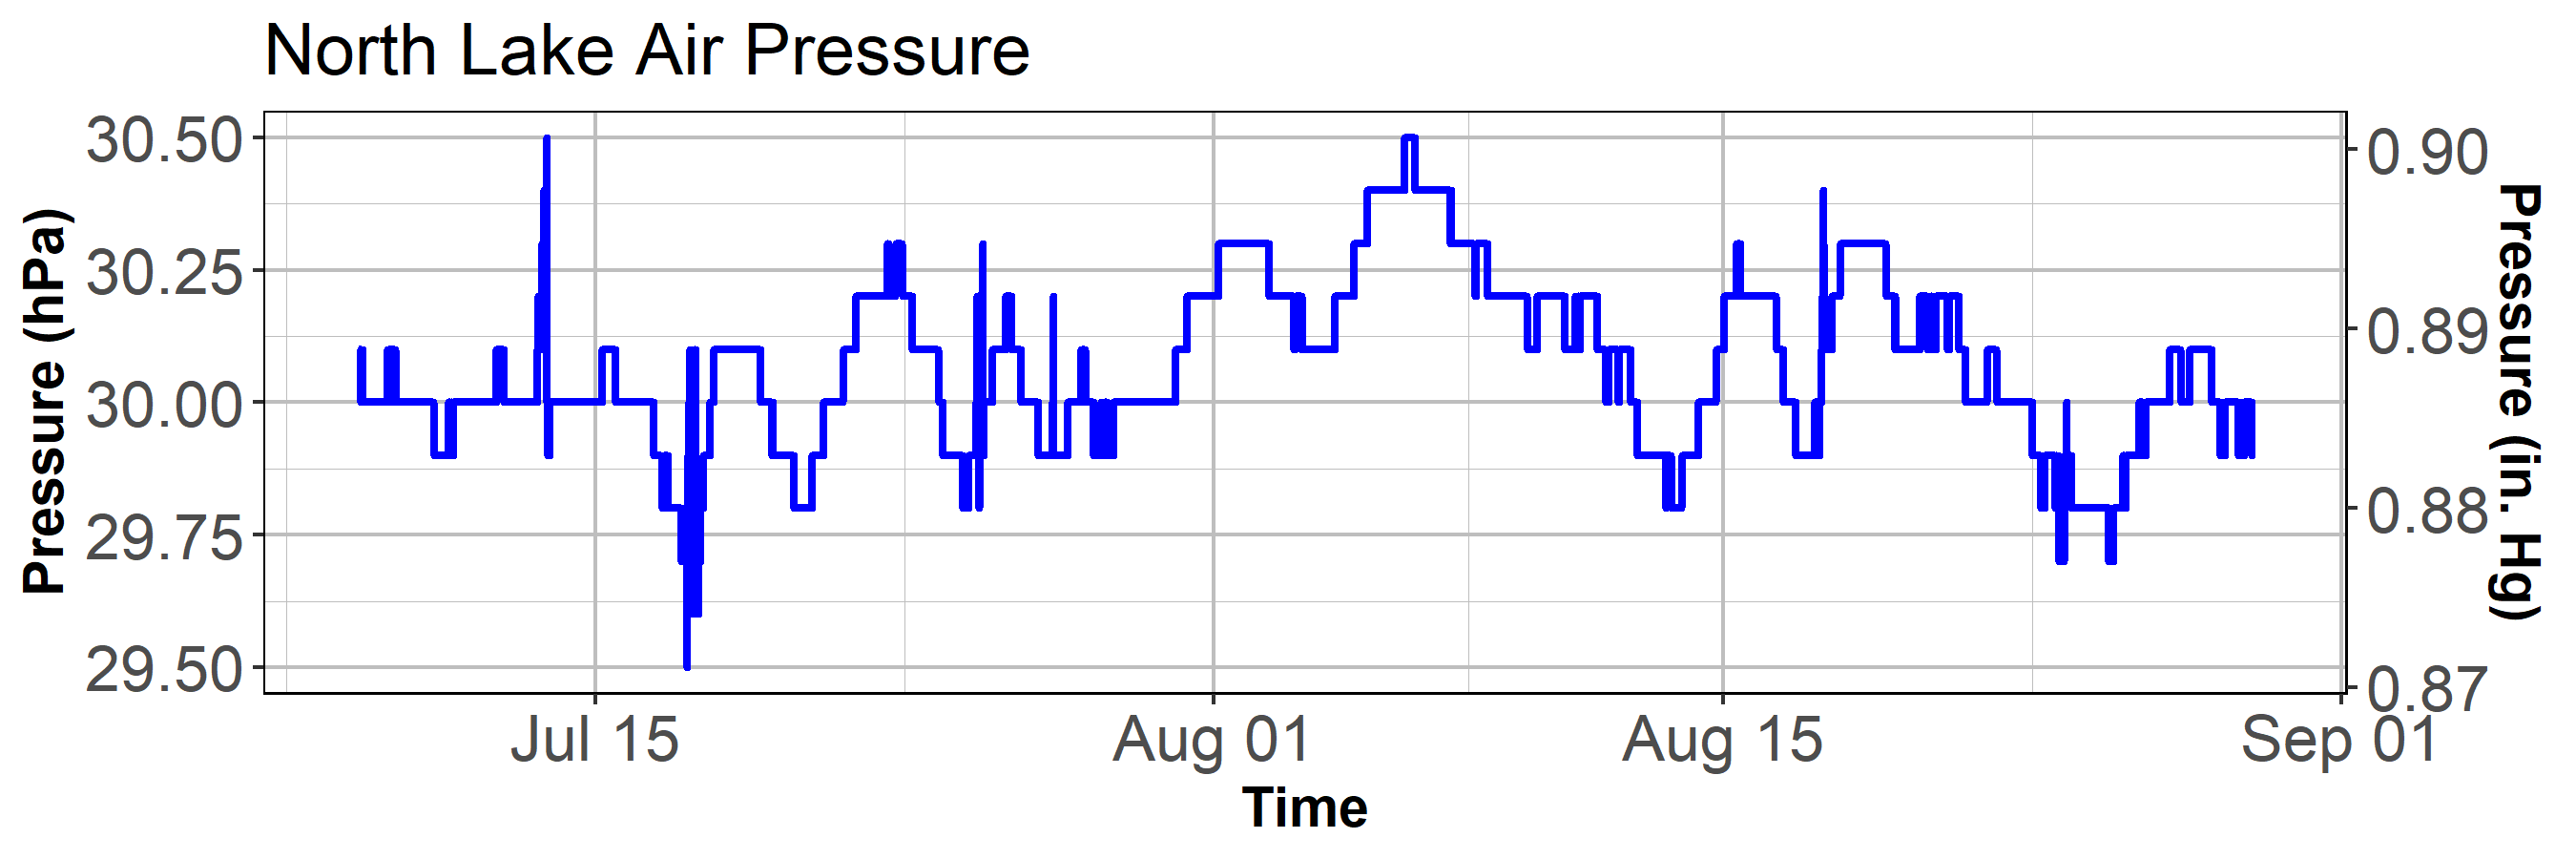 North Lake Air Pressure
Pressure (hPa)
30.50
30.25
30.00
29.75
29.50
0.90
0.89
0.88
0.87
Pressure (in. Hg)
Jul 15
Aug 01
Aug 15
Sep 01
Time